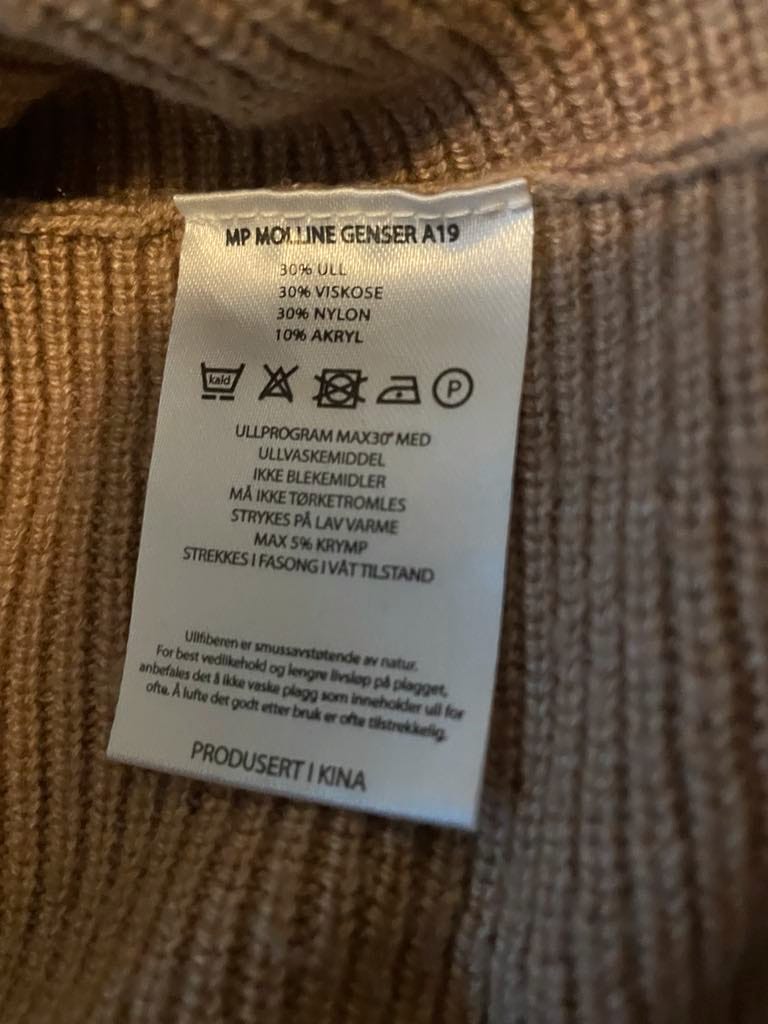 MP MOLLINE GENSER A19
30% ULL
30% VISKOSE
30% NYLON
10% AKRYL
kald P
ULLPROGRAM MAX30° MED
ULLVASKEMIDDEL
IKKE BLEKEMIDLER
MÅ IKKE TØRKETROMLES
STRYKES PÅ LAV VARME
MAX 5% KRYMP
STREKKES I FASONG I VÅT TILSTAND
Ullfiberen er smussavstøtende av natur.
For best vedlikehold og lengre livsløp på plagget,
anbefales det å ikke vaske plagg som inneholder ull for
ofte. Å lufte det godt etter bruk er ofte tilstrekkelig.
PRODUSERT I KINA